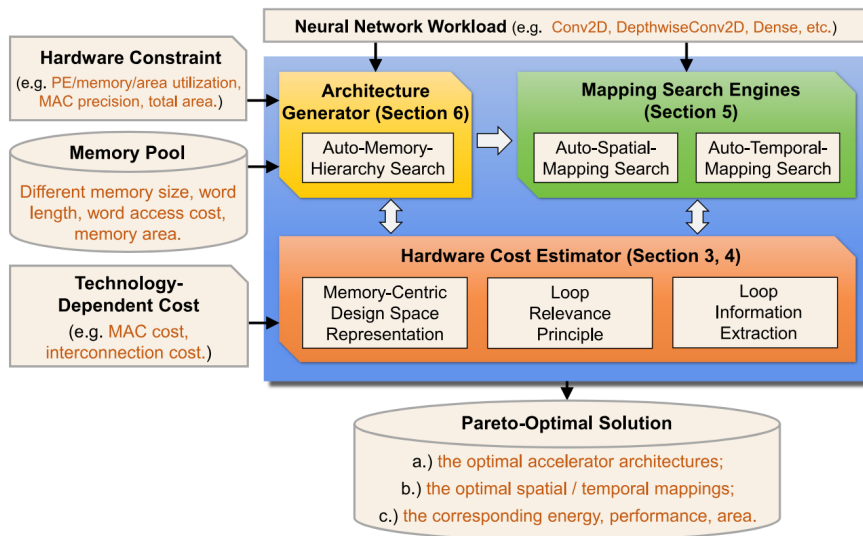 Neural Network Workload (e.g. Conv2D, DepthwiseConv2D, Dense, etc.)
Hardware Constraint
(e.g. PE/memory/area utilization,
MAC precision, total area.)
Memory Pool
Different memory size, word
length, word access cost,
memory area.
Technology-
Dependent Cost
(e.g. MAC cost,
interconnection cost.)
Architecture
Generator (Section 6)
Auto-Memory-
Hierarchy Search
Mapping Search Engines
(Section 5)
Auto-Spatial-
Mapping Search
Auto-Temporal-
Mapping Search
Hardware Cost Estimator (Section 3, 4)
Memory-Centric
Design Space
Representation
Loop
Relevance
Principle
Loop
Information
Extraction
Pareto-Optimal Solution
a.) the optimal accelerator architectures;
b.) the optimal spatial / temporal mappings;
c.) the corresponding energy, performance, area.